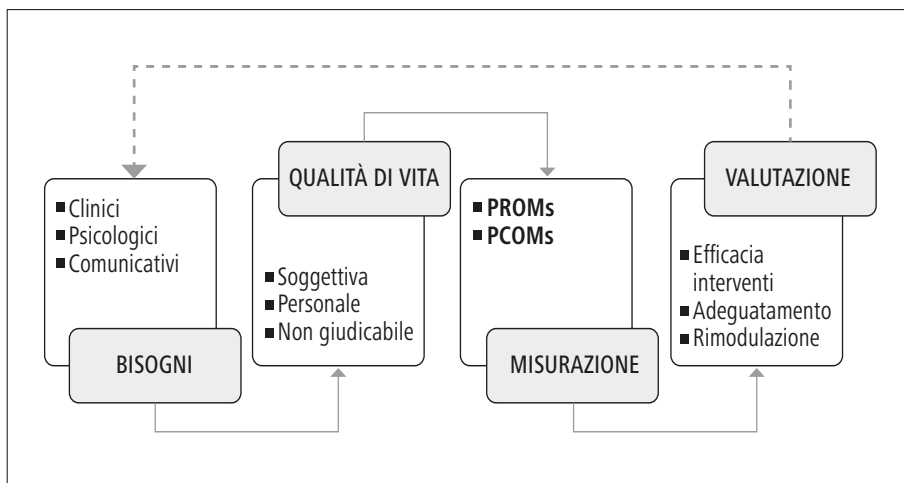 Clinici
Psicologici
Comunicativi
BISOGNI
QUALITÀ DI VITA
Soggettiva
Personale
Non giudicabile
PROMs
PCOMs
MISURAZIONE
VALUTAZIONE
Efficacia
interventi
Adeguatamento
Rimodulazione